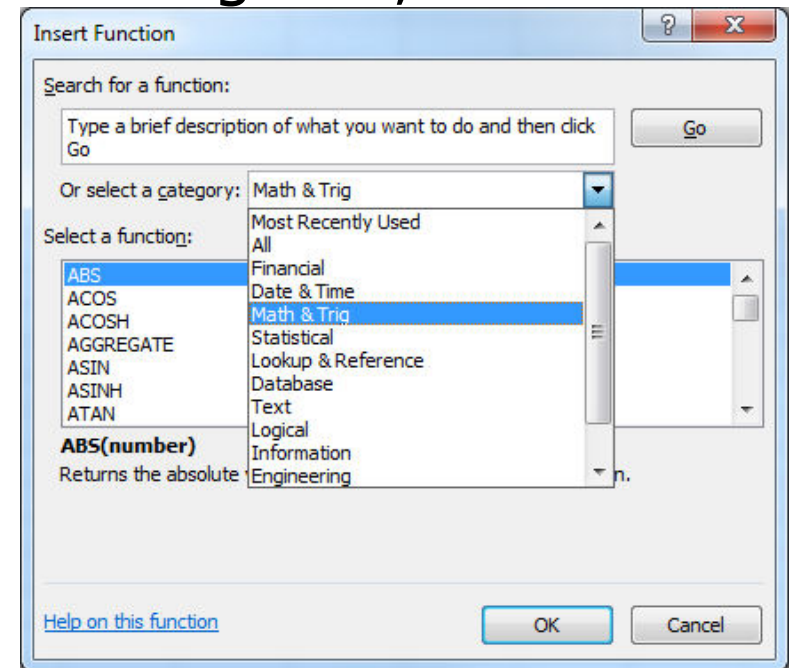 Insert Function
Search for a function:
Type a brief description of what you want to do and then click
Go
Go
Or select a category: Math & Trig
Most Recently Used
All
Financial
Date & Time
Math & Trig
Statistical
Lookup & Reference
Database
Text
Logical
Information
Engineering
Select a function:
ABS
ACOS
ACOSH
AGGREGATE
ASIN
ASINH
ATAN
ABS(number)
Returns the absolute
n.
Help on this function
OK
Cancel